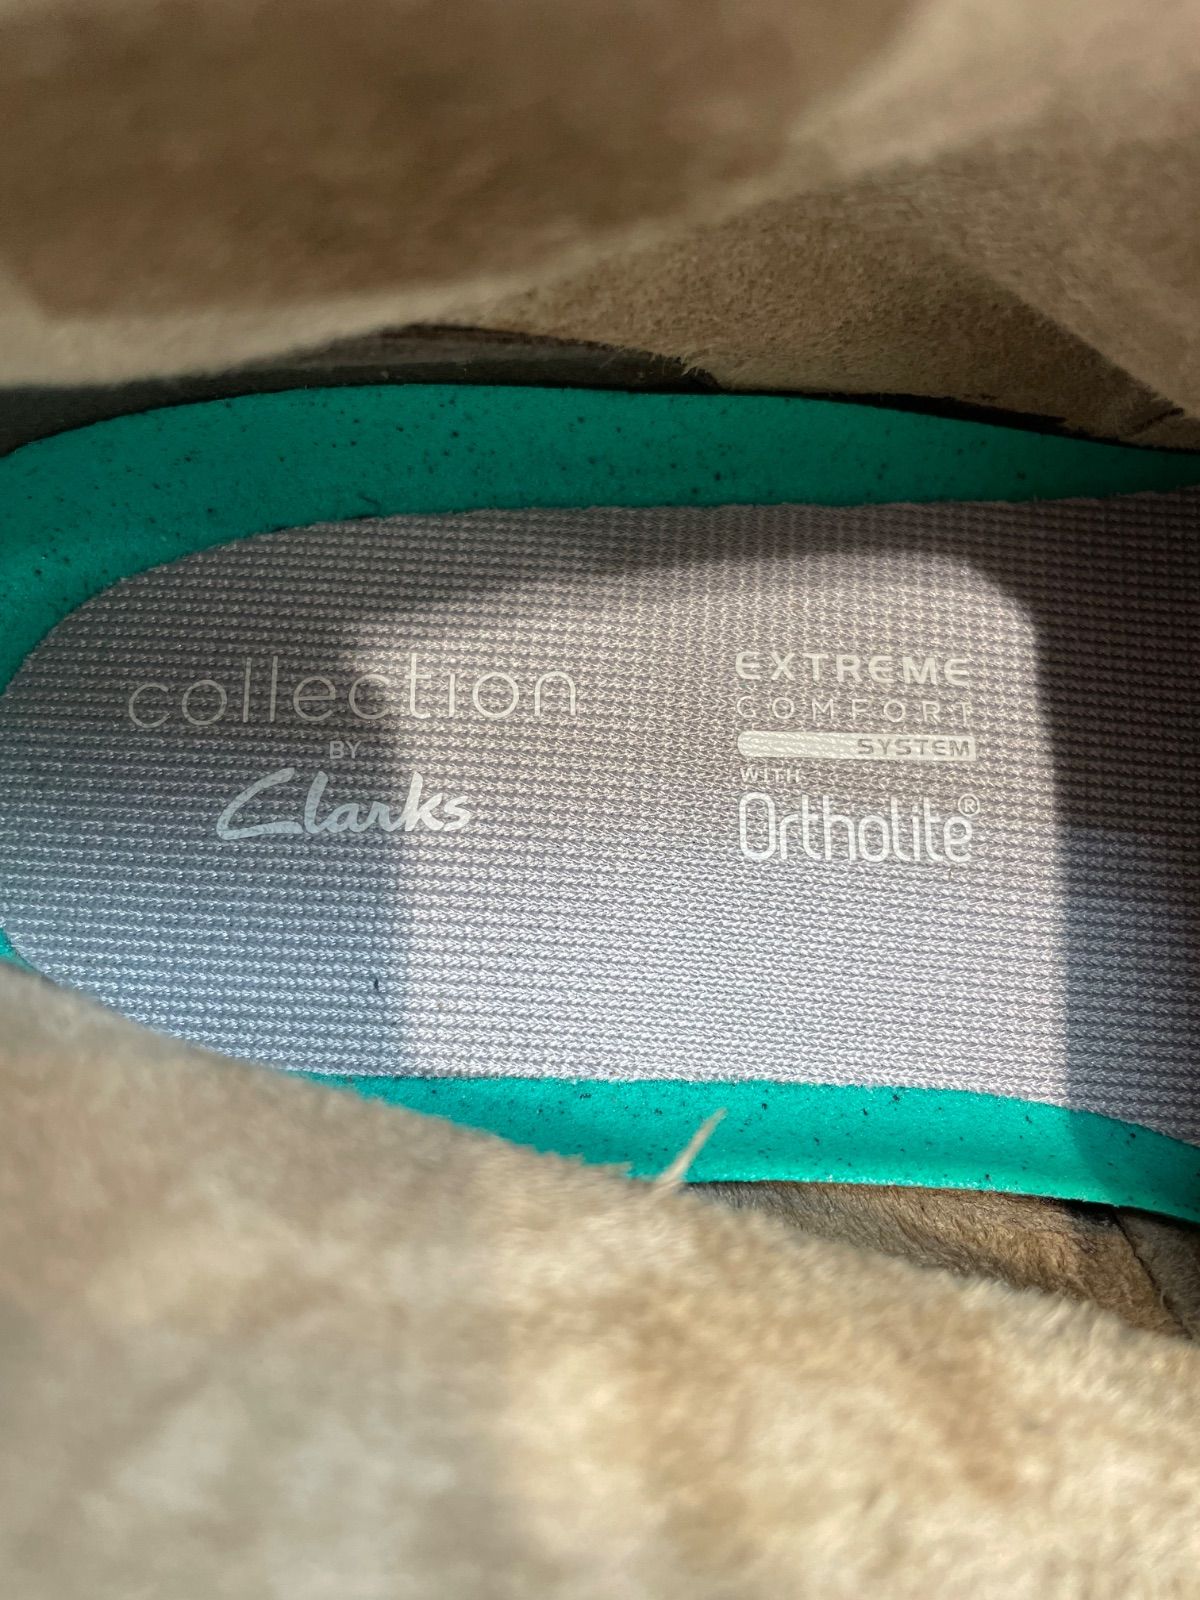 collection
BY
Clarks
EXTREME
COMFORT
SYSTEM
WITH
Ortholite®